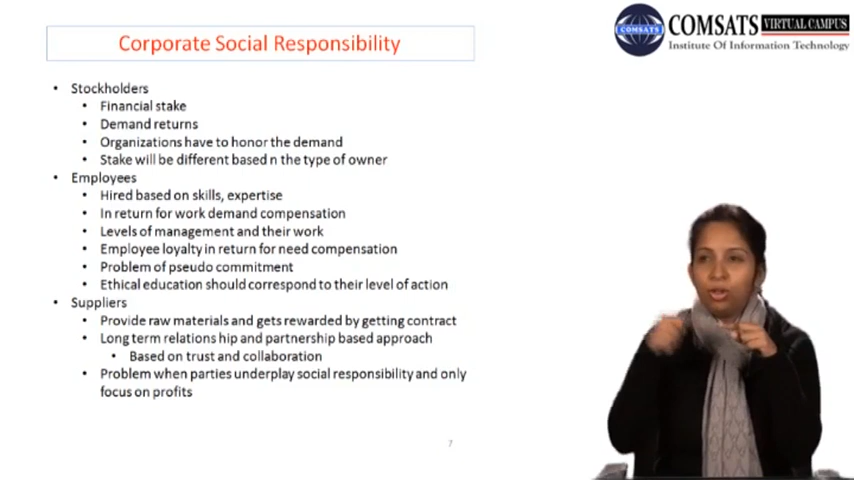 Corporate Social Responsibility
COMSATS VIRTUAL CAMPUS
COMSATS
Institute Of Information Technology
• Stockholders
• Financial stake
• Demand returns
• Organizations have to honor the demand
• Stake will be different based n the type of owner
• Employees
• Hired based on skills, expertise
• In return for work demand compensation
• Levels of management and their work
• Employee loyalty in return for need compensation
• Problem of pseudo commitment
• Ethical education should correspond to their level of action
• Suppliers
• Provide raw materials and gets rewarded by getting contract
• Long term relations hip and partnership based approach
• Based on trust and collaboration
• Problem when parties underplay social responsibility and only
focus on profits
7